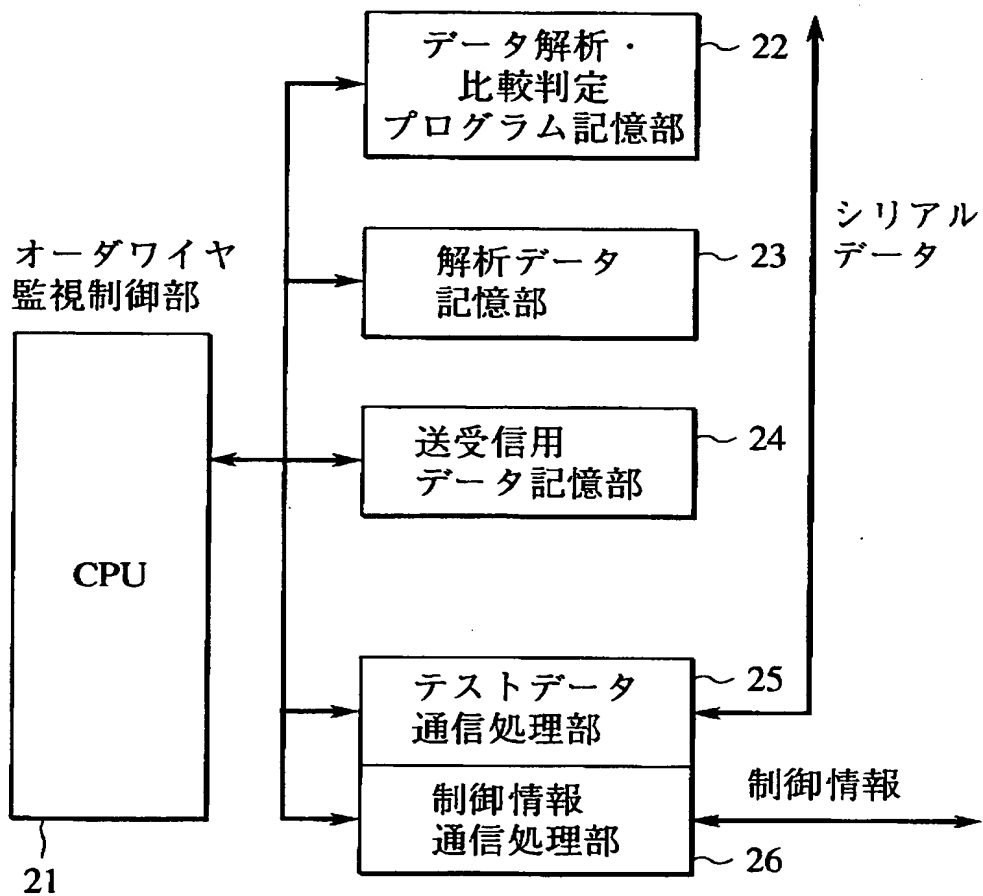 データ解析・
比較判定
プログラム記憶部
22
シリアル
データ
オーダワイヤ
監視制御部
解析データ
記憶部
23
送受信用
データ記憶部
24
CPU
テストデータ
通信処理部
25
制御情報
通信処理部
制御情報
26
21